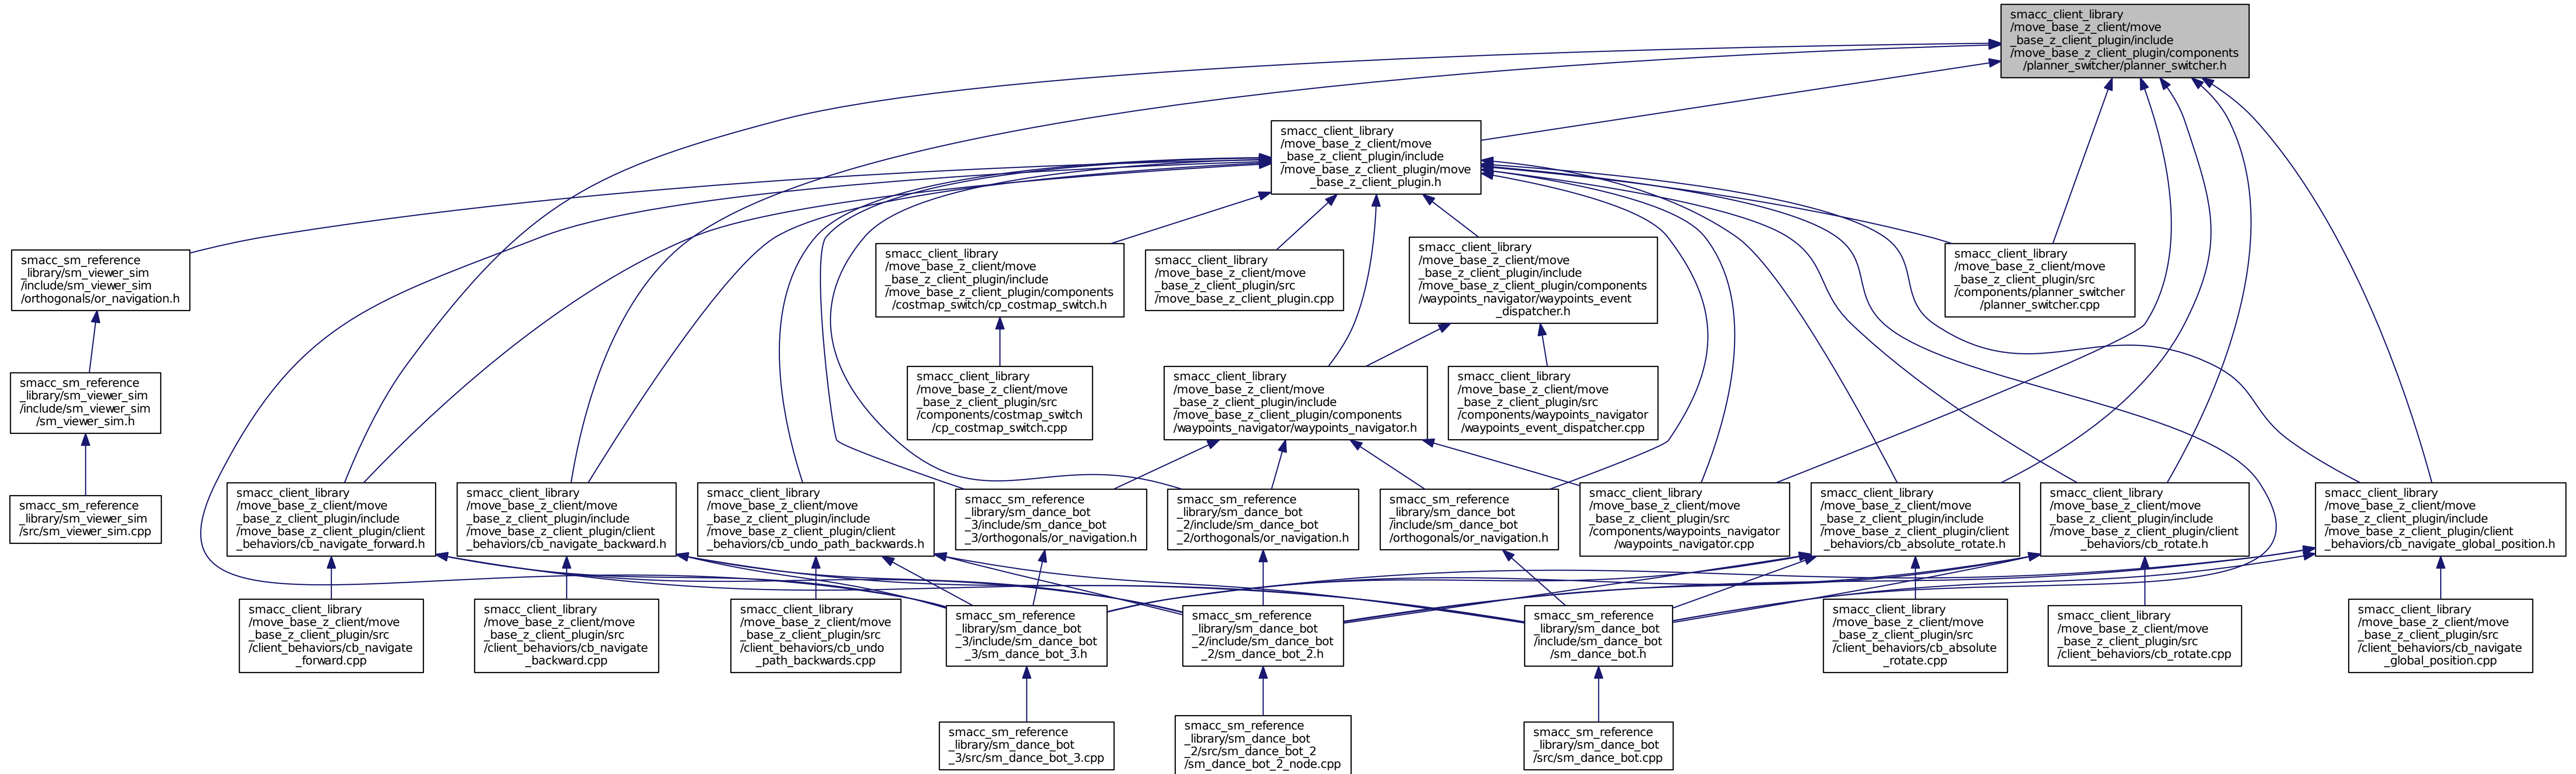 smacc_client_library
/move_base_z_client/move
_base_z_client_plugin/include
/move_base_z_client_plugin/components
/planner_switcher/planner_switcher.h
smacc_client_library
/move_base_z_client/move
_base_z_client_plugin/include
/move_base_z_client_plugin/move
_base_z_client_plugin.h
smacc_sm_reference
_library/sm_viewer_sim
/include/sm_viewer_sim
/orthogonals/or_navigation.h
smacc_client_library
/move_base_z_client/move
_base_z_client_plugin/include
/move_base_z_client_plugin/components
/costmap_switch/cp_costmap_switch.h
smacc_client_library
/move_base_z_client/move
_base_z_client_plugin/src
/move_base_z_client_plugin.cpp
smacc_client_library
/move_base_z_client/move
_base_z_client_plugin/include
/move_base_z_client_plugin/components
/waypoints_navigator/waypoints_event
_dispatcher.h
smacc_client_library
/move_base_z_client/move
_base_z_client_plugin/src
/components/planner_switcher
/planner_switcher.cpp
smacc_sm_reference
_library/sm_viewer_sim
/include/sm_viewer_sim
/sm_viewer_sim.h
smacc_client_library
/move_base_z_client/move
_base_z_client_plugin/src
/components/costmap_switch
/cp_costmap_switch.cpp
smacc_client_library
/move_base_z_client/move
_base_z_client_plugin/include
/move_base_z_client_plugin/components
/waypoints_navigator/waypoints_navigator.h
smacc_client_library
/move_base_z_client/move
_base_z_client_plugin/src
/components/waypoints_navigator
/waypoints_event_dispatcher.cpp
smacc_sm_reference
_library/sm_viewer_sim
/src/sm_viewer_sim.cpp
smacc_client_library
/move_base_z_client/move
_base_z_client_plugin/include
/move_base_z_client_plugin/client
_behaviors/cb_navigate_forward.h
smacc_client_library
/move_base_z_client/move
_base_z_client_plugin/include
/move_base_z_client_plugin/client
_behaviors/cb_navigate_backward.h
smacc_client_library
/move_base_z_client/move
_base_z_client_plugin/include
/move_base_z_client_plugin/client
_behaviors/cb_undo_path_backwards.h
smacc_sm_reference
_library/sm_dance_bot
_3/include/sm_dance_bot
_3/orthogonals/or_navigation.h
smacc_sm_reference
_library/sm_dance_bot
_2/include/sm_dance_bot
_2/orthogonals/or_navigation.h
smacc_sm_reference
_library/sm_dance_bot
/include/sm_dance_bot
/orthogonals/or_navigation.h
smacc_client_library
/move_base_z_client/move
_base_z_client_plugin/src
/components/waypoints_navigator
/waypoints_navigator.cpp
smacc_client_library
/move_base_z_client/move
_base_z_client_plugin/include
/move_base_z_client_plugin/client
_behaviors/cb_absolute_rotate.h
smacc_client_library
/move_base_z_client/move
_base_z_client_plugin/include
/move_base_z_client_plugin/client
_behaviors/cb_rotate.h
smacc_client_library
/move_base_z_client/move
_base_z_client_plugin/include
/move_base_z_client_plugin/client
_behaviors/cb_navigate_global_position.h
smacc_client_library
/move_base_z_client/move
_base_z_client_plugin/src
/client_behaviors/cb_navigate
_forward.cpp
smacc_client_library
/move_base_z_client/move
_base_z_client_plugin/src
/client_behaviors/cb_navigate
_backward.cpp
smacc_client_library
/move_base_z_client/move
_base_z_client_plugin/src
/client_behaviors/cb_undo
_path_backwards.cpp
smacc_sm_reference
_library/sm_dance_bot
_3/include/sm_dance_bot
_3/sm_dance_bot_3.h
smacc_sm_reference
_library/sm_dance_bot
_2/include/sm_dance_bot
_2/sm_dance_bot_2.h
smacc_sm_reference
_library/sm_dance_bot
/include/sm_dance_bot
/sm_dance_bot.h
smacc_client_library
/move_base_z_client/move
_base_z_client_plugin/src
/client_behaviors/cb_absolute
_rotate.cpp
smacc_client_library
/move_base_z_client/move
_base_z_client_plugin/src
/client_behaviors/cb_rotate.cpp
smacc_client_library
/move_base_z_client/move
_base_z_client_plugin/src
/client_behaviors/cb_navigate
_global_position.cpp
smacc_sm_reference
_library/sm_dance_bot
_3/src/sm_dance_bot_3.cpp
smacc_sm_reference
_library/sm_dance_bot
_2/src/sm_dance_bot_2
/sm_dance_bot_2_node.cpp
smacc_sm_reference
_library/sm_dance_bot
/src/sm_dance_bot.cpp